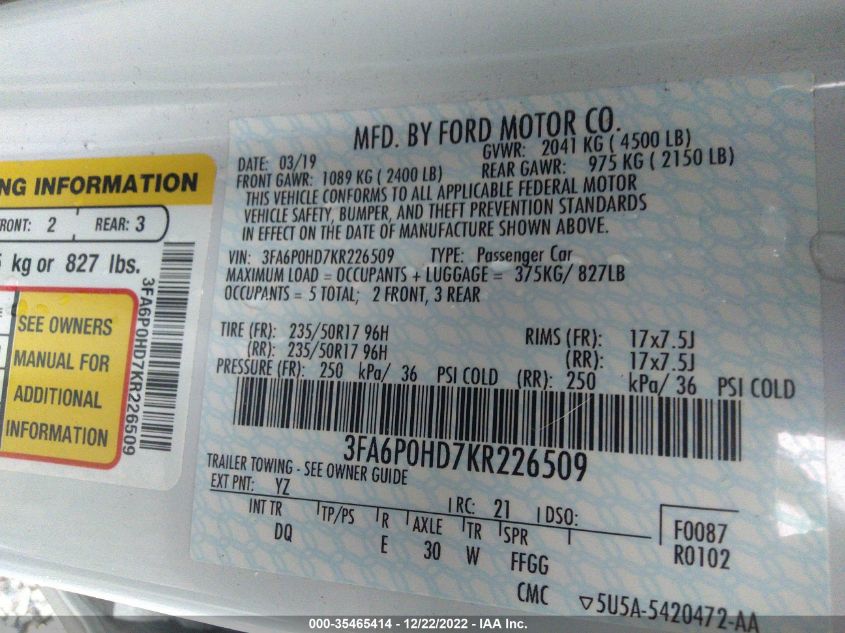 NG INFORMATION
FRONT: 2 REAR: 3
5 kg or 827 lbs.
SEE OWNERS
MANUAL FOR
ADDITIONAL
INFORMATION
3FA6P0HD7KR226509
MFD. BY FORD MOTOR CO.
DATE: 03/19 GVWR: 2041 KG ( 4500 LB)
FRONT GAWR: 1089 KG ( 2400 LB) REAR GAWR: 975 KG ( 2150 LB)
THIS VEHICLE CONFORMS TO ALL APPLICABLE FEDERAL MOTOR
VEHICLE SAFETY, BUMPER, AND THEFT PREVENTION STANDARDS
IN EFFECT ON THE DATE OF MANUFACTURE SHOWN ABOVE.
VIN: 3FA6P0HD7KR226509 TYPE: Passenger Car
MAXIMUM LOAD = OCCUPANTS + LUGGAGE = 375KG/ 827LB
OCCUPANTS = 5 TOTAL; 2 FRONT, 3 REAR
TIRE (FR): 235/50R17 96H RIMS (FR): 17x7.5J
(RR): 235/50R17 96H (RR): 17x7.5J
PRESSURE (FR): 250 kPa/ 36 PSI COLD (RR): 250 kPa/ 36 PSI COLD
3FA6P0HD7KR226509
TRAILER TOWING - SEE OWNER GUIDE
EXT PNT: YZ RC: 21 DSO:
INT TR TP/PS R AXLE TR SPR F0087
DQ E 30 W FFGG R0102
CMC ▽5U5A-5420472-AA
000-35465414 - 12/22/2022 - IAA Inc.